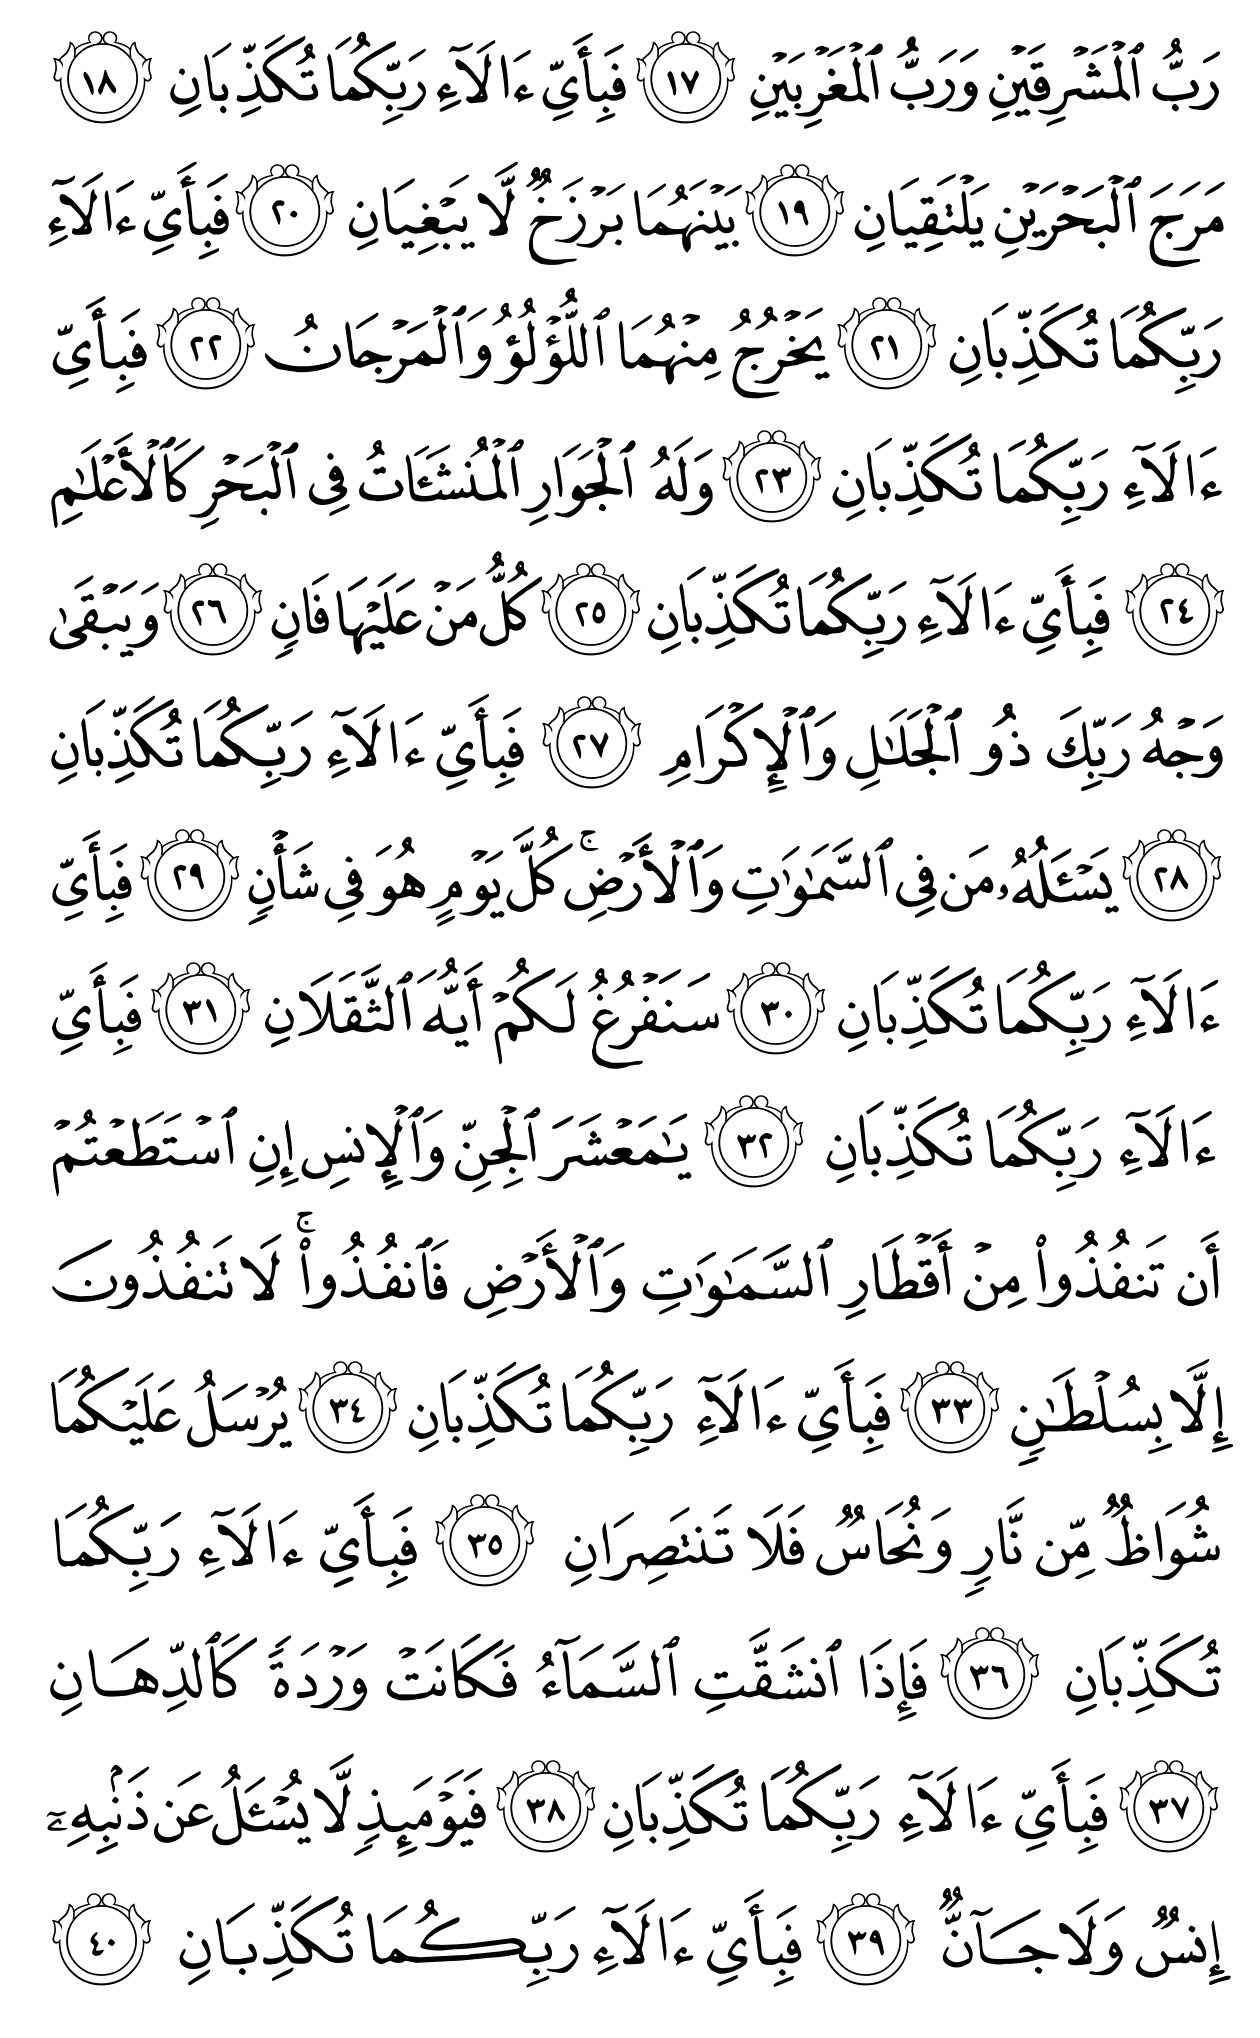 رَبُّ ٱلۡمَشۡرِقَيۡنِ وَرَبُّ ٱلۡمَغۡرِبَيۡنِ ١٧ فَبِأَيِّ ءَالَآءِ رَبِّكُمَا تُكَذِّبَانِ ١٨
مَرَجَ ٱلۡبَحۡرَيۡنِ يَلۡتَقِيَانِ ١٩ بَيۡنَهُمَا بَرۡزَخٞ لَّا يَبۡغِيَانِ ٢٠ فَبِأَيِّ ءَالَآءِ
رَبِّكُمَا تُكَذِّبَانِ ٢١ يَخۡرُجُ مِنۡهُمَا ٱللُّؤۡلُؤُ وَٱلۡمَرۡجَانُ ٢٢ فَبِأَيِّ
ءَالَآءِ رَبِّكُمَا تُكَذِّبَانِ ٢٣ وَلَهُ ٱلۡجَوَارِ ٱلۡمُنشَـَٔاتُ فِي ٱلۡبَحۡرِ كَٱلۡأَعۡلَٰمِ
٢٤ فَبِأَيِّ ءَالَآءِ رَبِّكُمَا تُكَذِّبَانِ ٢٥ كُلُّ مَنۡ عَلَيۡهَا فَانٖ ٢٦ وَيَبۡقَىٰ
وَجۡهُ رَبِّكَ ذُو ٱلۡجَلَٰلِ وَٱلۡإِكۡرَامِ ٢٧ فَبِأَيِّ ءَالَآءِ رَبِّكُمَا تُكَذِّبَانِ
٢٨ يَسۡـَٔلُهُۥ مَن فِي ٱلسَّمَٰوَٰتِ وَٱلۡأَرۡضِۚ كُلَّ يَوۡمٍ هُوَ فِي شَأۡنٖ ٢٩ فَبِأَيِّ
ءَالَآءِ رَبِّكُمَا تُكَذِّبَانِ ٣٠ سَنَفۡرُغُ لَكُمۡ أَيُّهَ ٱلثَّقَلَانِ ٣١ فَبِأَيِّ
ءَالَآءِ رَبِّكُمَا تُكَذِّبَانِ ٣٢ يَٰمَعۡشَرَ ٱلۡجِنِّ وَٱلۡإِنسِ إِنِ ٱسۡتَطَعۡتُمۡ
أَن تَنفُذُواْ مِنۡ أَقۡطَارِ ٱلسَّمَٰوَٰتِ وَٱلۡأَرۡضِ فَٱنفُذُواْۚ لَا تَنفُذُونَ
إِلَّا بِسُلۡطَٰنٖ ٣٣ فَبِأَيِّ ءَالَآءِ رَبِّكُمَا تُكَذِّبَانِ ٣٤ يُرۡسَلُ عَلَيۡكُمَا
شُوَاظٞ مِّن نَّارٖ وَنُحَاسٞ فَلَا تَنتَصِرَانِ ٣٥ فَبِأَيِّ ءَالَآءِ رَبِّكُمَا
تُكَذِّبَانِ ٣٦ فَإِذَا ٱنشَقَّتِ ٱلسَّمَآءُ فَكَانَتۡ وَرۡدَةٗ كَٱلدِّهَانِ
٣٧ فَبِأَيِّ ءَالَآءِ رَبِّكُمَا تُكَذِّبَانِ ٣٨ فَيَوۡمَئِذٖ لَّا يُسۡـَٔلُ عَن ذَنۢبِهِۦٓ
إِنسٞ وَلَا جَآنّٞ ٣٩ فَبِأَيِّ ءَالَآءِ رَبِّكُمَا تُكَذِّبَانِ ٤٠